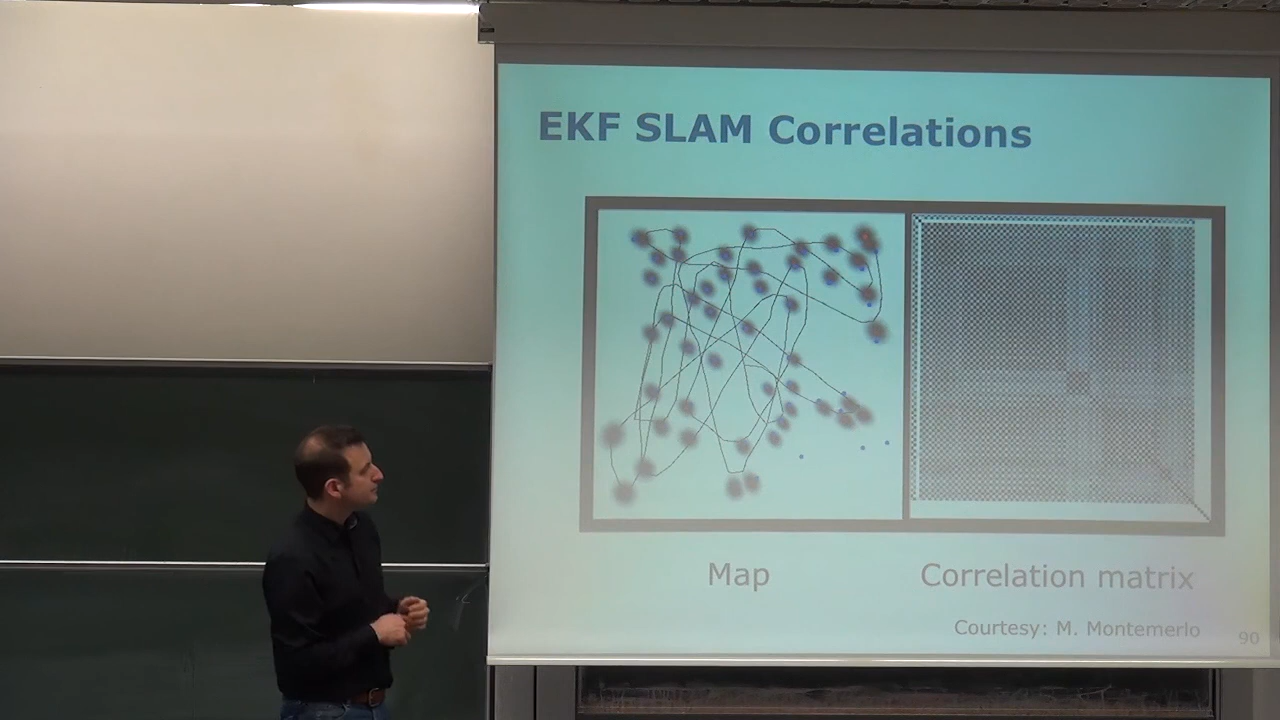 EKF SLAM Correlations
Map
Correlation matrix
Courtesy: M. Montemerlo
90